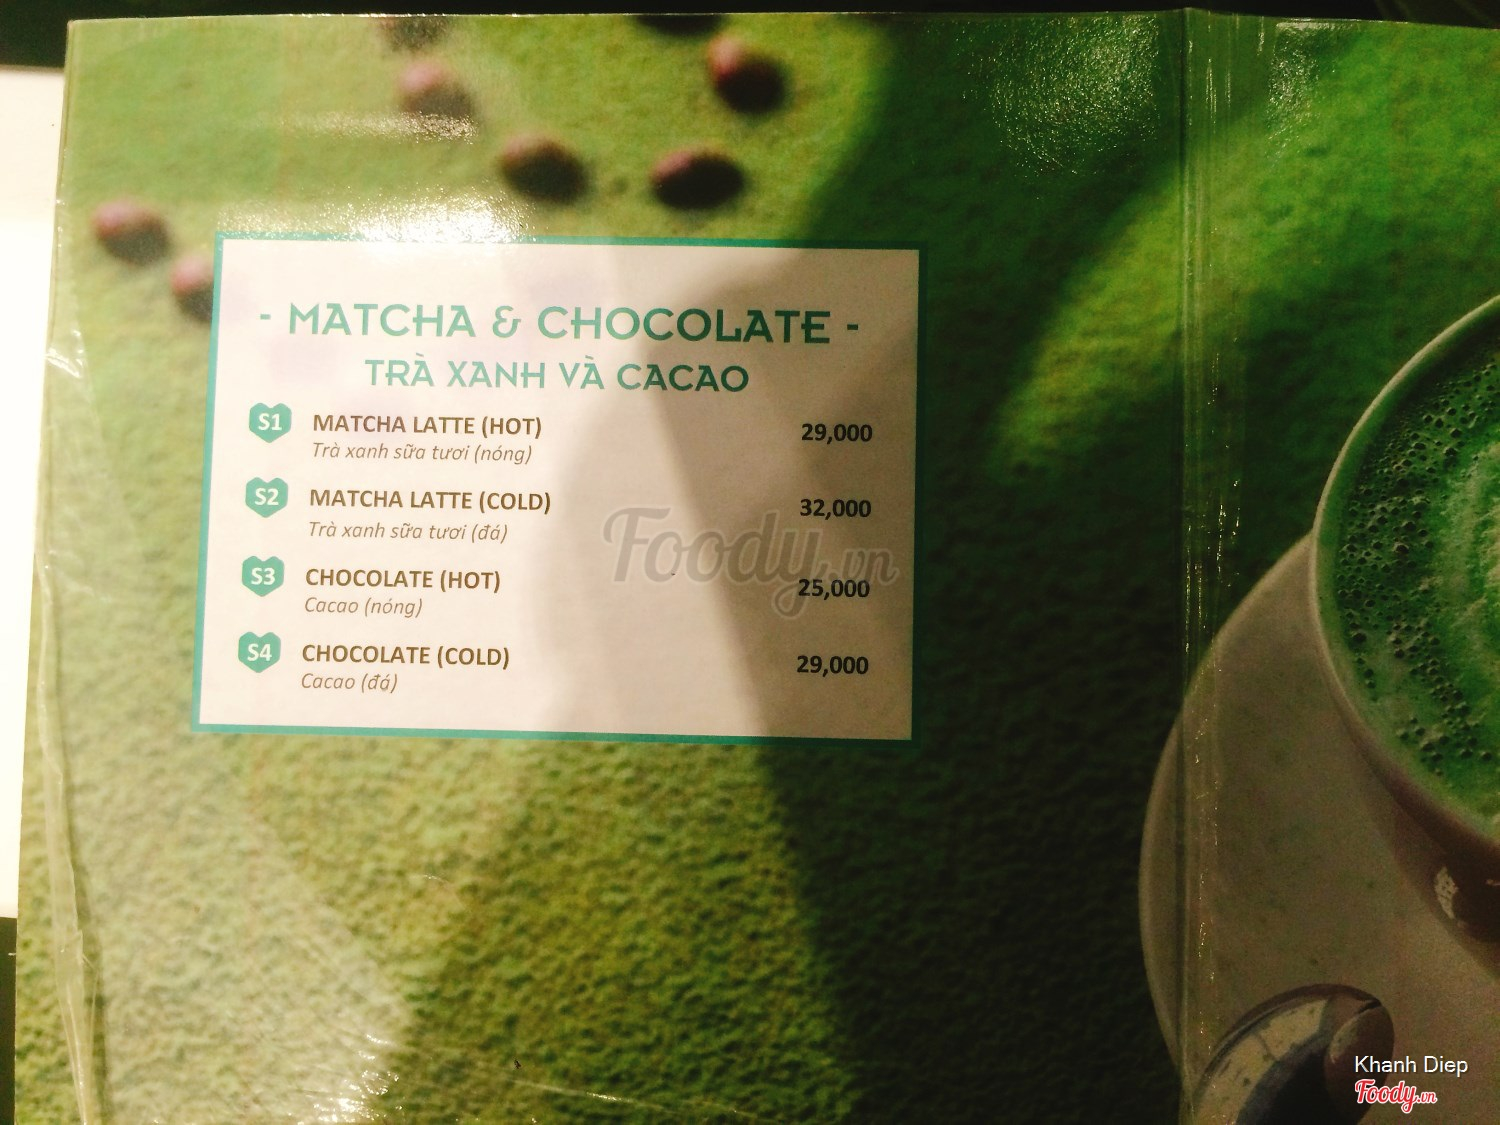 - MATCHA & CHOCOLATE -
TRÀ XANH VÀ CACAO
S1 MATCHA LATTE (HOT) 29,000
Trà xanh sữa tươi (nóng)
S2 MATCHA LATTE (COLD) 32,000
Trà xanh sữa tươi (đá)
S3 CHOCOLATE (HOT) 25,000
Cacao (nóng)
S4 CHOCOLATE (COLD) 29,000
Cacao (đá)
Foody.vn
Khanh Diep
Foody.vn